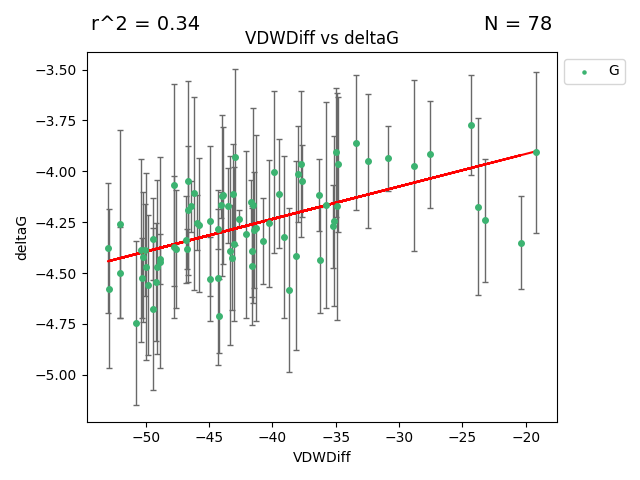 r^2 = 0.34
N = 78
VDWDiff vs deltaG
G
deltaG
−3.50
−3.75
−4.00
−4.25
−4.50
−4.75
−5.00
−50
−45
−40
−35
−30
−25
−20
VDWDiff